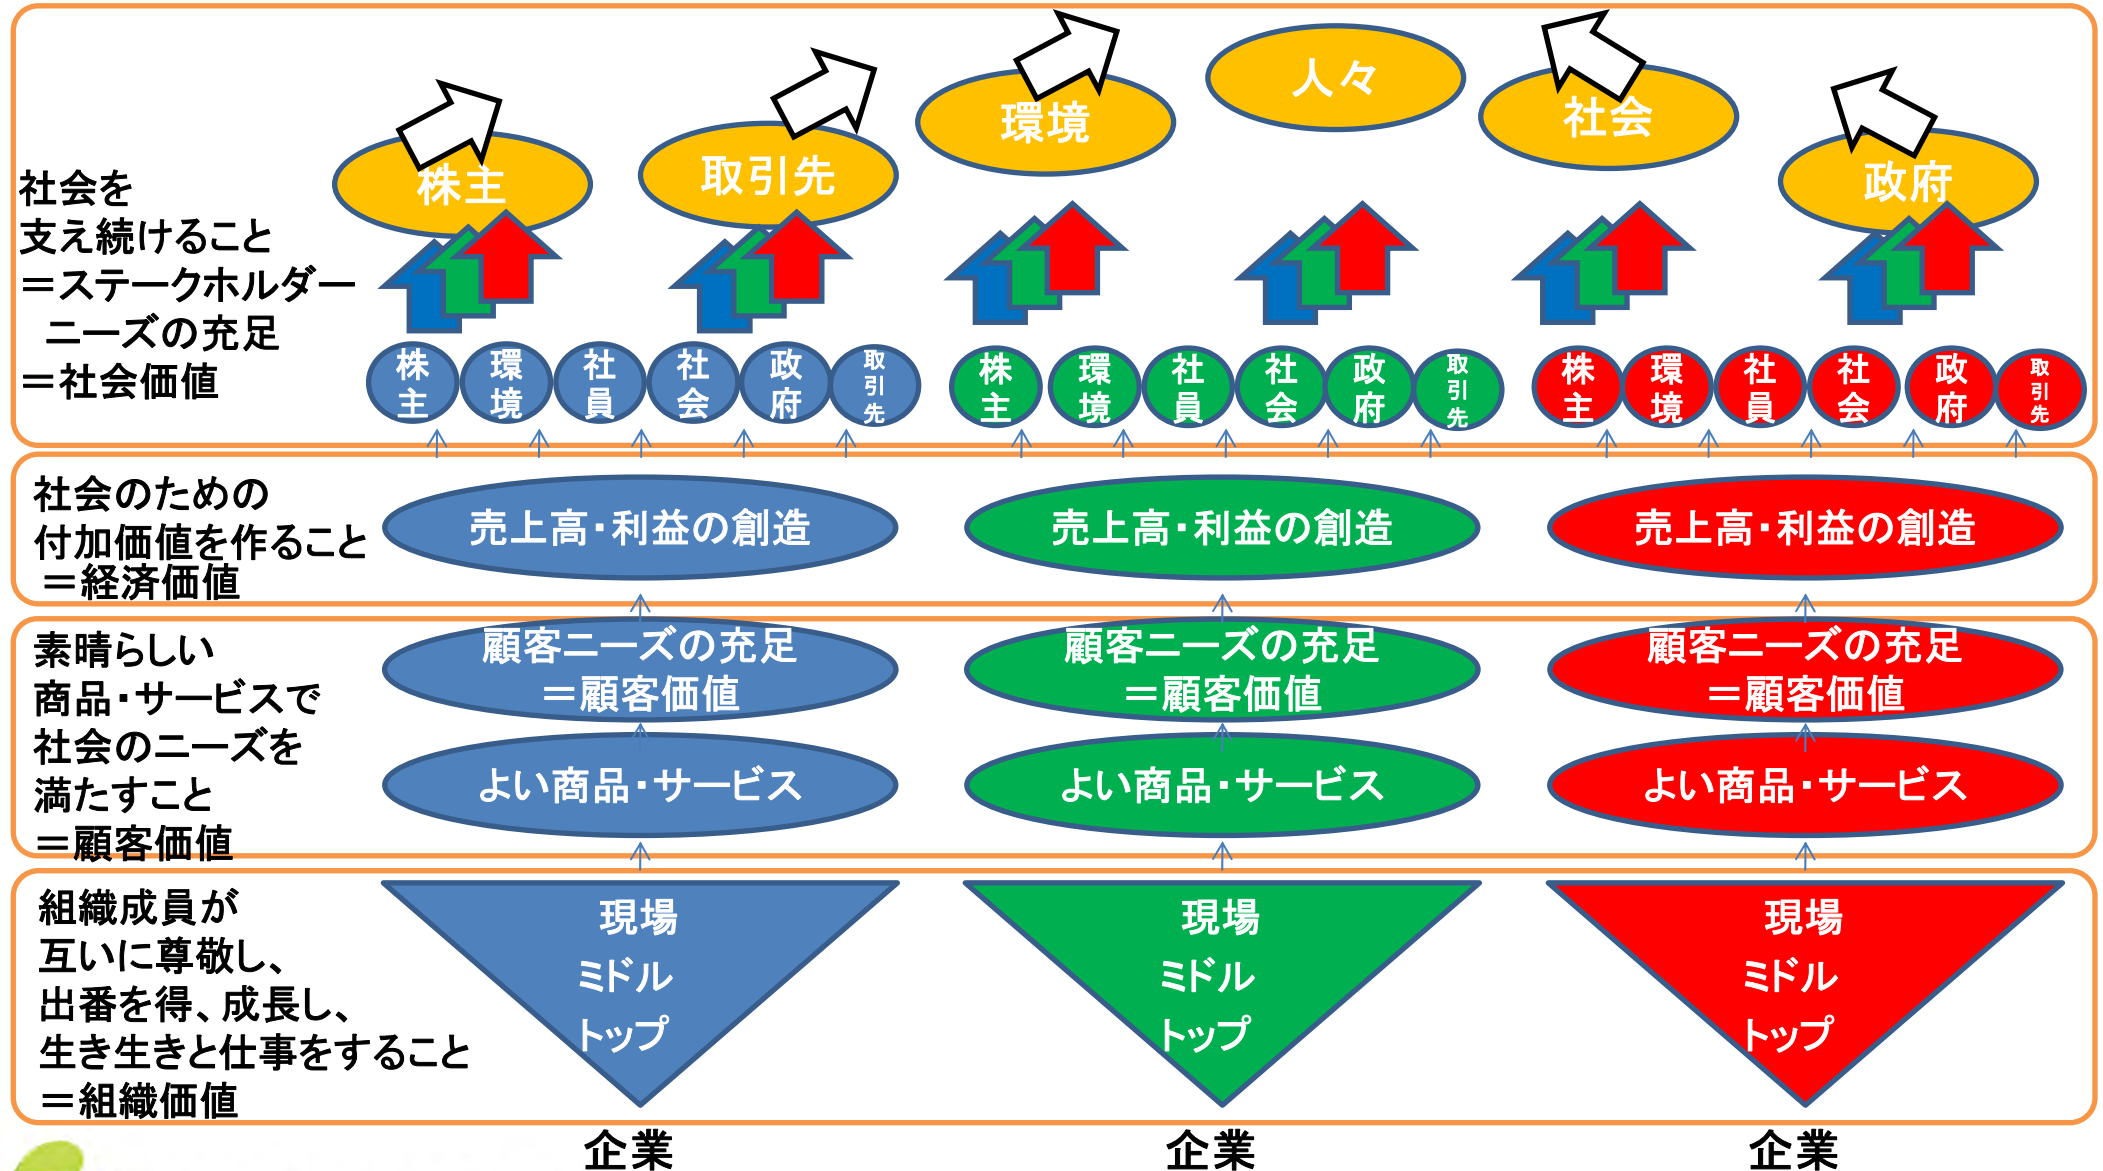 人々
環境
社会
株主
取引先
政府
社会を
支え続けること
＝ステークホルダー
ニーズの充足
＝社会価値
株主
環境
社員
社会
政府
取引先
株主
環境
社員
社会
政府
取引先
株主
環境
社員
社会
政府
取引先
社会のための
付加価値を作ること
＝経済価値
売上高・利益の創造
売上高・利益の創造
売上高・利益の創造
素晴らしい
商品・サービスで
社会のニーズを
満たすこと
＝顧客価値
顧客ニーズの充足
＝顧客価値
顧客ニーズの充足
＝顧客価値
顧客ニーズの充足
＝顧客価値
よい商品・サービス
よい商品・サービス
よい商品・サービス
組織成員が
互いに尊敬し、
出番を得、成長し、
生き生きと仕事をすること
＝組織価値
現場
ミドル
トップ
現場
ミドル
トップ
現場
ミドル
トップ
企業
企業
企業